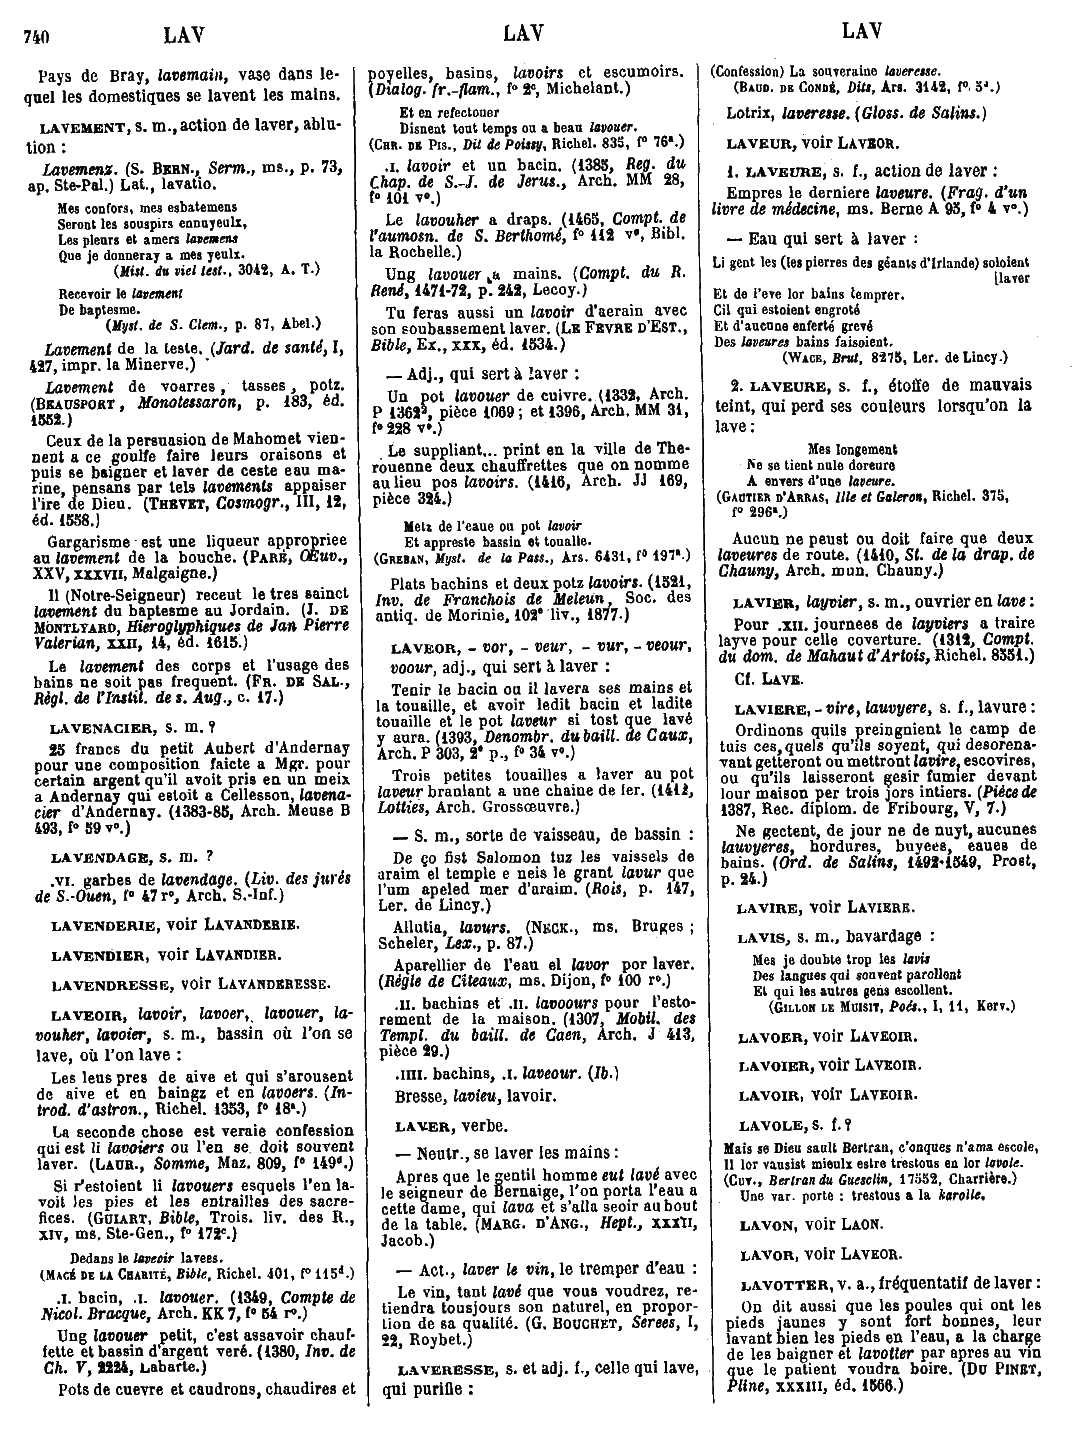 740 LAV LAV LAV
Pays de Bray, lavemain, vase dans le-
quel les domestiques se lavent les mains.
LAVEMENT, s. m., action de laver, ablu-
tion :
Lavemenz. (S. BERN., Serm., ms., p. 73,
ap. Ste-Pal.) Lat., lavatio.
Mes confors, mes esbatemens
Seront les souspirs ennuyeulx,
Les pleurs et amers lavemens
Que je donneray a mes yeulx.
(Mist. du viel test., 3042, A. T.)
Recevoir le lavement
De baptesme.
(Myst. de S. Clem., p. 87, Abel.)
Lavement de la teste. (Jard. de santé, I,
427, impr. la Minerve.)
Lavement de voarres, tasses, potz.
(BEAUSPORT, Monotessaron, p. 183, éd.
1552.)
Ceux de la persuasion de Mahomet vien-
nent a ce goulfe faire leurs oraisons et
puis se baigner et laver de ceste eau ma-
rine, pensans par tels lavements appaiser
l'ire de Dieu. (THEVET, Cosmogr., III, 12,
éd. 1558.)
Gargarisme est une liqueur appropriee
au lavement de la bouche. (PARÉ, Œuv.,
XXV, XXXVII, Malgaigne.)
Il (Notre-Seigneur) receut le tres sainct
lavement du baptesme au Jordain. (J. DE
MONTLYARD, Hieroglyphiques de Jan Pierre
Valerian, XXII, 14, éd. 1615.)
Le lavement des corps et l'usage des
bains ne soit pas frequent. (FR. DE SAL.,
Règl. de l'Instit. de s. Aug., c. 17.)
LAVENACIER, s. m. ?
25 francs du petit Aubert d'Andernay
pour une composition faicte a Mgr. pour
certain argent qu'il avoit pris en un meix
a Andernay qui estoit a Cellesson, lavena-
cier d'Andernay. (1383-85, Arch. Meuse B
493, f° 59 v°.)
LAVENDAGE, s. m. ?
.VI. garbes de lavendage. (Liv. des jurés
de S.-Ouen, f° 47 r°, Arch. S.-Inf.)
LAVENDERIE, voir LAVANDERIE.
LAVENDIER, voir LAVANDIER.
LAVENDRESSE, voir LAVANDERESSE.
LAVEOIR, lavoir, lavoer, lavouer, la-
vouher, lavoier, s. m., bassin où l'on se
lave, où l'on lave :
Les leus pres de aive et qui s'arousent
de aive et en baingz et en lavoers. (In-
trod. d'astron., Richel. 1353, f° 18ª.)
La seconde chose est veraie confession
qui est li lavoiers ou l'en se doit souvent
laver. (LAUR., Somme, Maz. 809, f° 149ᵈ.)
Si r'estoient li lavouers esquels l'en la-
voit les pies et les entrailles des sacre-
fices. (GUIART, Bible, Trois. liv. des R.,
XIV, ms. Ste-Gen., f° 172ᶜ.)
Dedans le laveoir lavees.
(MACÉ DE LA CHARITÉ, Bible, Richel. 401, f° 115ᵈ.)
.I. bacin, .I. lavouer. (1349, Compte de
Nicol. Bracque, Arch. KK 7, f° 54 r°.)
Ung lavouer petit, c'est assavoir chauf-
fette et bassin d'argent veré. (1380, Inv. de
Ch. V, 2224, Labarte.)
Pots de cuevre et caudrons, chaudires et
poyelles, basins, lavoirs et escumoirs.
(Dialog. fr.-flam., f° 2ᶜ, Michelant.)
Et en refectouer
Disnent tout temps ou a beau lavouer.
(CHR. DE PIS., Dit de Poissy, Richel. 835, f° 76ª.)
.I. lavoir et un bacin. (1385, Reg. du
Chap. de S.-J. de Jerus., Arch. MM 28,
f° 101 v°.)
Le lavouher a draps. (1465, Compt. de
l'aumosn. de S. Berthomé, f° 112 v°, Bibl.
la Rochelle.)
Ung lavouer a mains. (Compt. du R.
René, 1471-72, p. 242, Lecoy.)
Tu feras aussi un lavoir d'aerain avec
son soubassement laver. (LE FEVRE D'EST.,
Bible, Ex., XXX, éd. 1534.)
— Adj., qui sert à laver :
Un pot lavouer de cuivre. (1332, Arch.
P 1362², pièce 1069 ; et 1396, Arch. MM 31,
f° 228 v°.)
Le suppliant... print en la ville de The-
rouenne deux chauffrettes que on nomme
au lieu pos lavoirs. (1416, Arch. JJ 169,
pièce 324.)
Metz de l'eaue ou pot lavoir
Et appreste bassin et touaille.
(GREBAN, Myst. de la Pass., Ars. 6431, f° 197ª.)
Plats bachins et deux potz lavoirs. (1521,
Inv. de Franchois de Meleun, Soc. des
antiq. de Morinie, 102ᵉ liv., 1877.)
LAVEOR, - vor, - veur, - vur, - veour,
voour, adj., qui sert à laver :
Tenir le bacin ou il lavera ses mains et
la touaille, et avoir ledit bacin et ladite
touaille et le pot laveur si tost que lavé
y aura. (1393, Denombr. du baill. de Caux,
Arch. P 303, 2ᵉ p., f° 34 v°.)
Trois petites touailles a laver au pot
laveur branlant a une chaine de fer. (1412,
Lotties, Arch. Grossœuvre.)
— S. m., sorte de vaisseau, de bassin :
De ço fist Salomon tuz les vaissels de
araim el temple e neis le grant lavur que
l'um apeled mer d'araim. (Rois, p. 147,
Ler. de Lincy.)
Allutia, lavurs. (NECK., ms. Bruges ;
Scheler, Lex., p. 87.)
Aparellier de l'eau el lavor por laver.
(Règle de Citeaux, ms. Dijon, f° 100 r°.)
.II. bachins et .II. lavoours pour l'esto-
rement de la maison. (1307, Mobil. des
Templ. du baill. de Caen, Arch. J 413,
pièce 29.)
.IIII. bachins, .I. laveour. (Ib.)
Bresse, lavieu, lavoir.
LAVER, verbe.
— Neutr., se laver les mains :
Apres que le gentil homme eut lavé avec
le seigneur de Bernaige, l'on porta l'eau a
cette dame, qui lava et s'alla seoir au bout
de la table. (MARG. D'ANG., Hept., XXXII,
Jacob.)
— Act., laver le vin, le tremper d'eau :
Le vin, tant lavé que vous voudrez, re-
tiendra tousjours son naturel, en propor-
tion de sa qualité. (G. BOUCHET, Serees, I,
22, Roybet.)
LAVERESSE, s. et adj. f., celle qui lave,
qui purifie :
(Confession) La souveraine laveresse.
(BAUD. DE CONDÉ, Dits, Ars. 3142, f° 5ᵈ.)
Lotrix, laveresse. (Gloss. de Salins.)
LAVEUR, voir LAVEOR.
1. LAVEURE, s. f., action de laver :
Empres le derniere laveure. (Frag. d'un
livre de médecine, ms. Berne A 95, f° 4 v°.)
— Eau qui sert à laver :
Li gent les (les pierres des géants d'Irlande) soloient
[laver
Et de l'eve lor bains temprer.
Cil qui estoient engroté
Et d'aucune enferté grevé
Des laveures bains faisoient.
(WACE, Brut, 8275, Ler. de Lincy.)
2. LAVEURE, s. f., étoffe de mauvais
teint, qui perd ses couleurs lorsqu'on la
lave :
Mes longement
Ne se tient nule doreure
A envers d'une laveure.
(GAUTIER D'ARRAS, Ille et Galeron, Richel. 375,
f° 296ª.)
Aucun ne peust ou doit faire que deux
laveures de route. (1410, St. de la drap. de
Chauny, Arch. mun. Chauny.)
LAVIER, layvier, s. m., ouvrier en lave :
Pour .XII. journees de layviers a traire
layve pour celle coverture. (1312, Compt.
du dom. de Mahaut d'Artois, Richel. 8551.)
Cf. LAVE.
LAVIERE, - vire, lauvyere, s. f., lavure :
Ordinons quils preingnient le camp de
tuis ces, quels qu'ils soyent, qui desorena-
vant getteront ou mettront lavire, escovires,
ou qu'ils laisseront gesir fumier devant
lour maison per trois jors intiers. (Pièce de
1387, Rec. diplom. de Fribourg, V, 7.)
Ne gectent, de jour ne de nuyt, aucunes
lauvyeres, hordures, buyees, eaues de
bains. (Ord. de Salins, 1492-1549, Prost,
p. 24.)
LAVIRE, voir LAVIERE.
LAVIS, s. m., bavardage :
Mes je doubte trop les lavis
Des langues qui souvent parollent
Et qui les autres gens escollent.
(GILLON LE MUISIT, Poés., I, 11, Kerv.)
LAVOER, voir LAVEOIR.
LAVOIER, voir LAVEOIR.
LAVOIR, voir LAVEOIR.
LAVOLE, s. f. ?
Mais se Dieu sault Bertran, c'onques n'ama escole,
Il lor vausist mieulx estre trestous en lor lavole.
(CUV., Bertran du Guesclin, 17552, Charrière.)
Une var. porte : trestous a la karolle.
LAVON, voir LAON.
LAVOR, voir LAVEOR.
LAVOTTER, v. a., fréquentatif de laver :
On dit aussi que les poules qui ont les
pieds jaunes y sont fort bonnes, leur
lavant bien les pieds en l'eau, a la charge
de les baigner et lavotter par apres au vin
que le patient voudra boire. (DU PINET,
Pline, XXXIII, éd. 1566.)